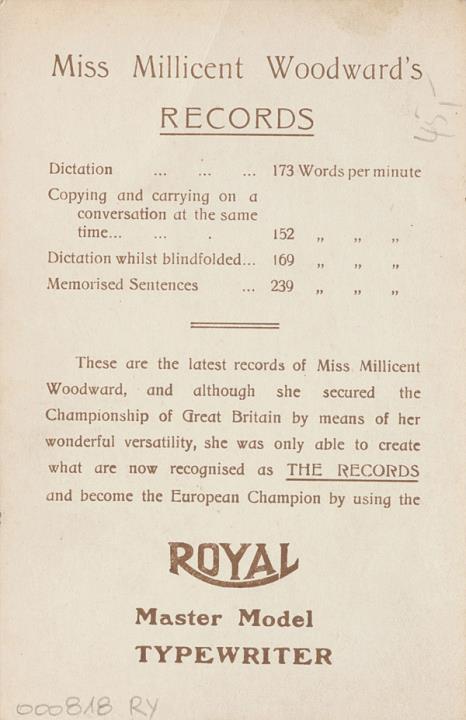 Miss Millicent Woodward's
RECORDS
45,-
Dictation ... ... ... 173 Words per minute
Copying and carrying on a
conversation at the same
time... ... . 152 „ „ „
Dictation whilst blindfolded... 169 „ „ „
Memorised Sentences ... 239 „ „ „
These are the latest records of Miss Millicent
Woodward, and although she secured the
Championship of Great Britain by means of her
wonderful versatility, she was only able to create
what are now recognised as THE RECORDS
and become the European Champion by using the
ROYAL
Master Model
TYPEWRITER
000818 RY